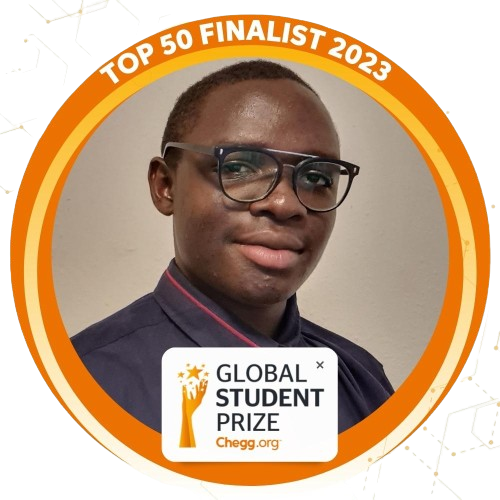 TOP 50 FINALIST 2023
GLOBAL
STUDENT
PRIZE
Chegg.org